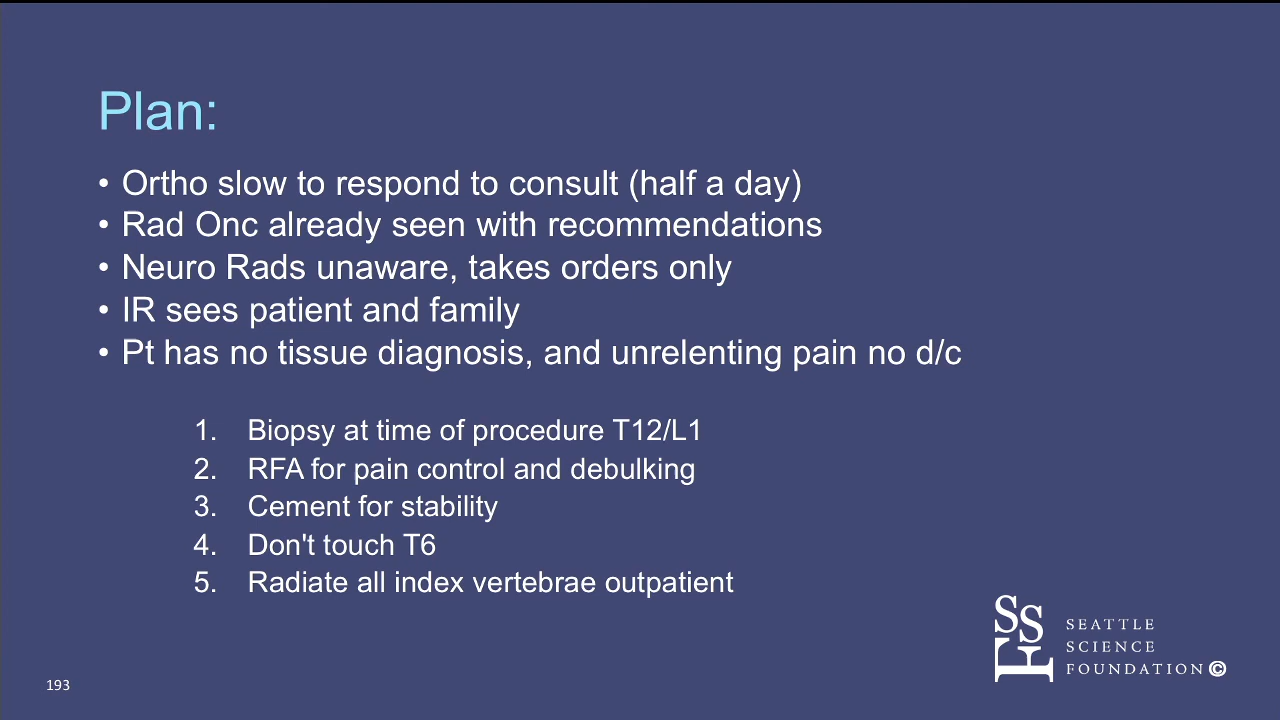 Plan:
• Ortho slow to respond to consult (half a day)
• Rad Onc already seen with recommendations
• Neuro Rads unaware, takes orders only
• IR sees patient and family
• Pt has no tissue diagnosis, and unrelenting pain no d/c
1. Biopsy at time of procedure T12/L1
2. RFA for pain control and debulking
3. Cement for stability
4. Don't touch T6
5. Radiate all index vertebrae outpatient
SSF
SEATTLE
SCIENCE
FOUNDATION©
193